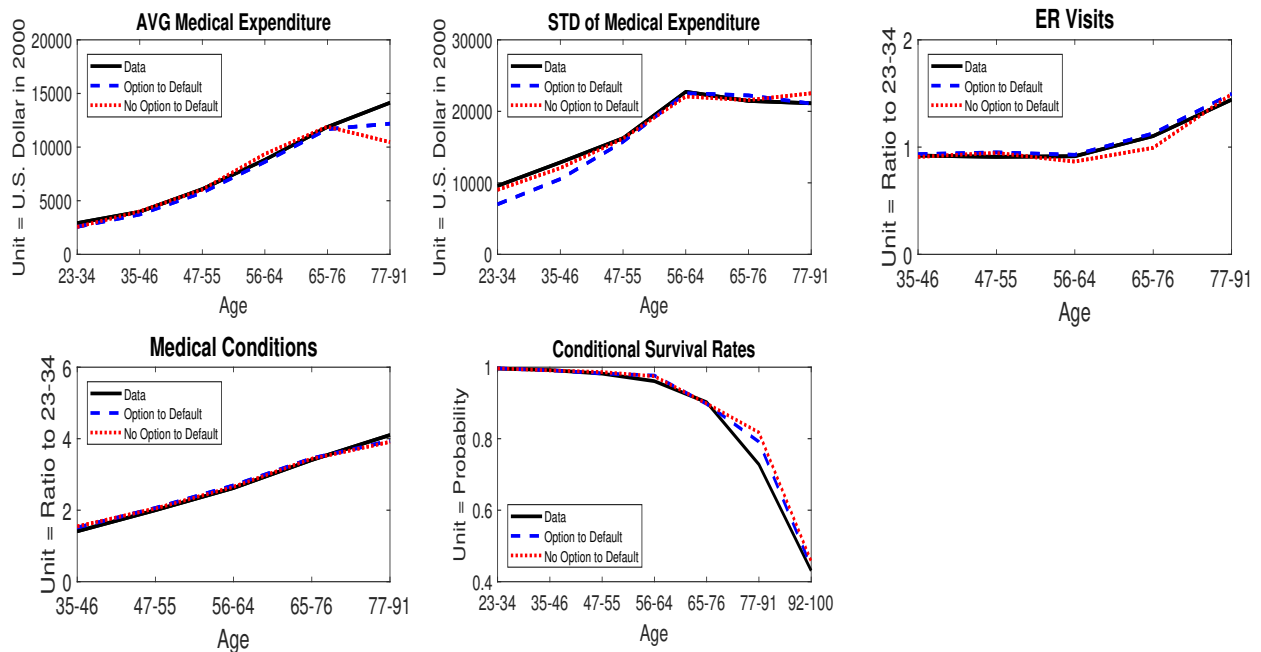 AVG Medical Expenditure
Unit = U.S. Dollar in 2000
20000
15000
10000
5000
0
Data
Option to Default
No Option to Default
23-34 35-46 47-55 56-64 65-76 77-91
Age
STD of Medical Expenditure
Unit = U.S. Dollar in 2000
30000
20000
10000
0
Data
Option to Default
No Option to Default
23-34 35-46 47-55 56-64 65-76 77-91
Age
ER Visits
Unit = Ratio to 23-34
2
1
0
Data
Option to Default
No Option to Default
35-46 47-55 56-64 65-76 77-91
Age
Medical Conditions
Unit = Ratio to 23-34
6
4
2
0
Data
Option to Default
No Option to Default
35-46 47-55 56-64 65-76 77-91
Age
Conditional Survival Rates
Unit = Probability
1
0.8
0.6
0.4
Data
Option to Default
No Option to Default
23-34 35-46 47-55 56-64 65-76 77-91 92-100
Age